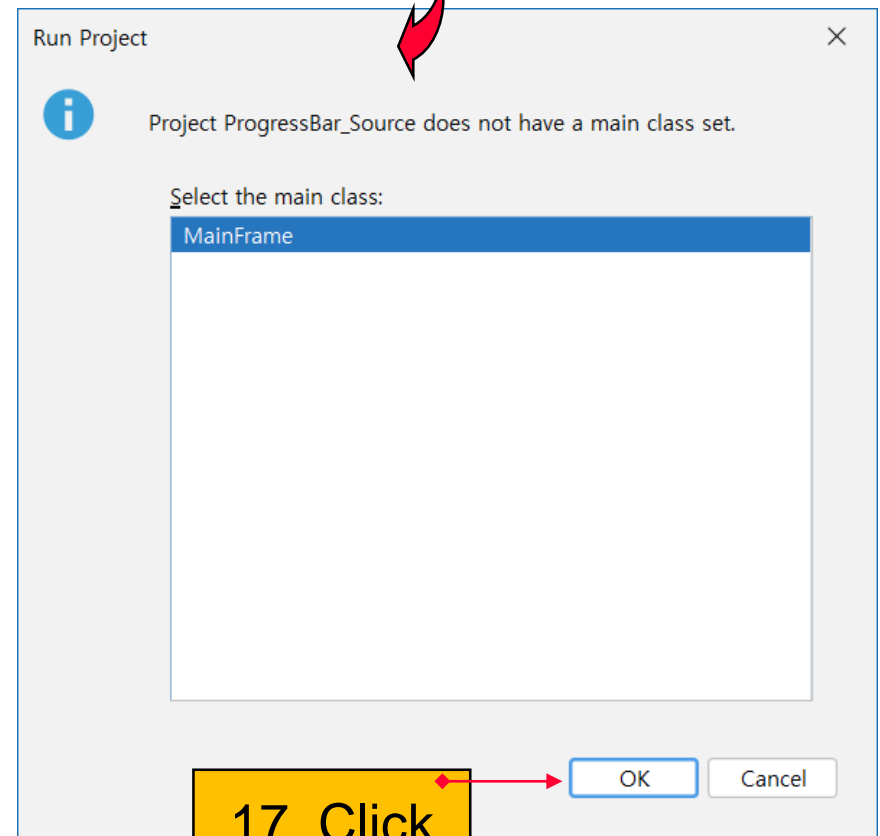 Run Project
Project ProgressBar_Source does not have a main class set.
Select the main class:
MainFrame
OK Cancel
17 Click